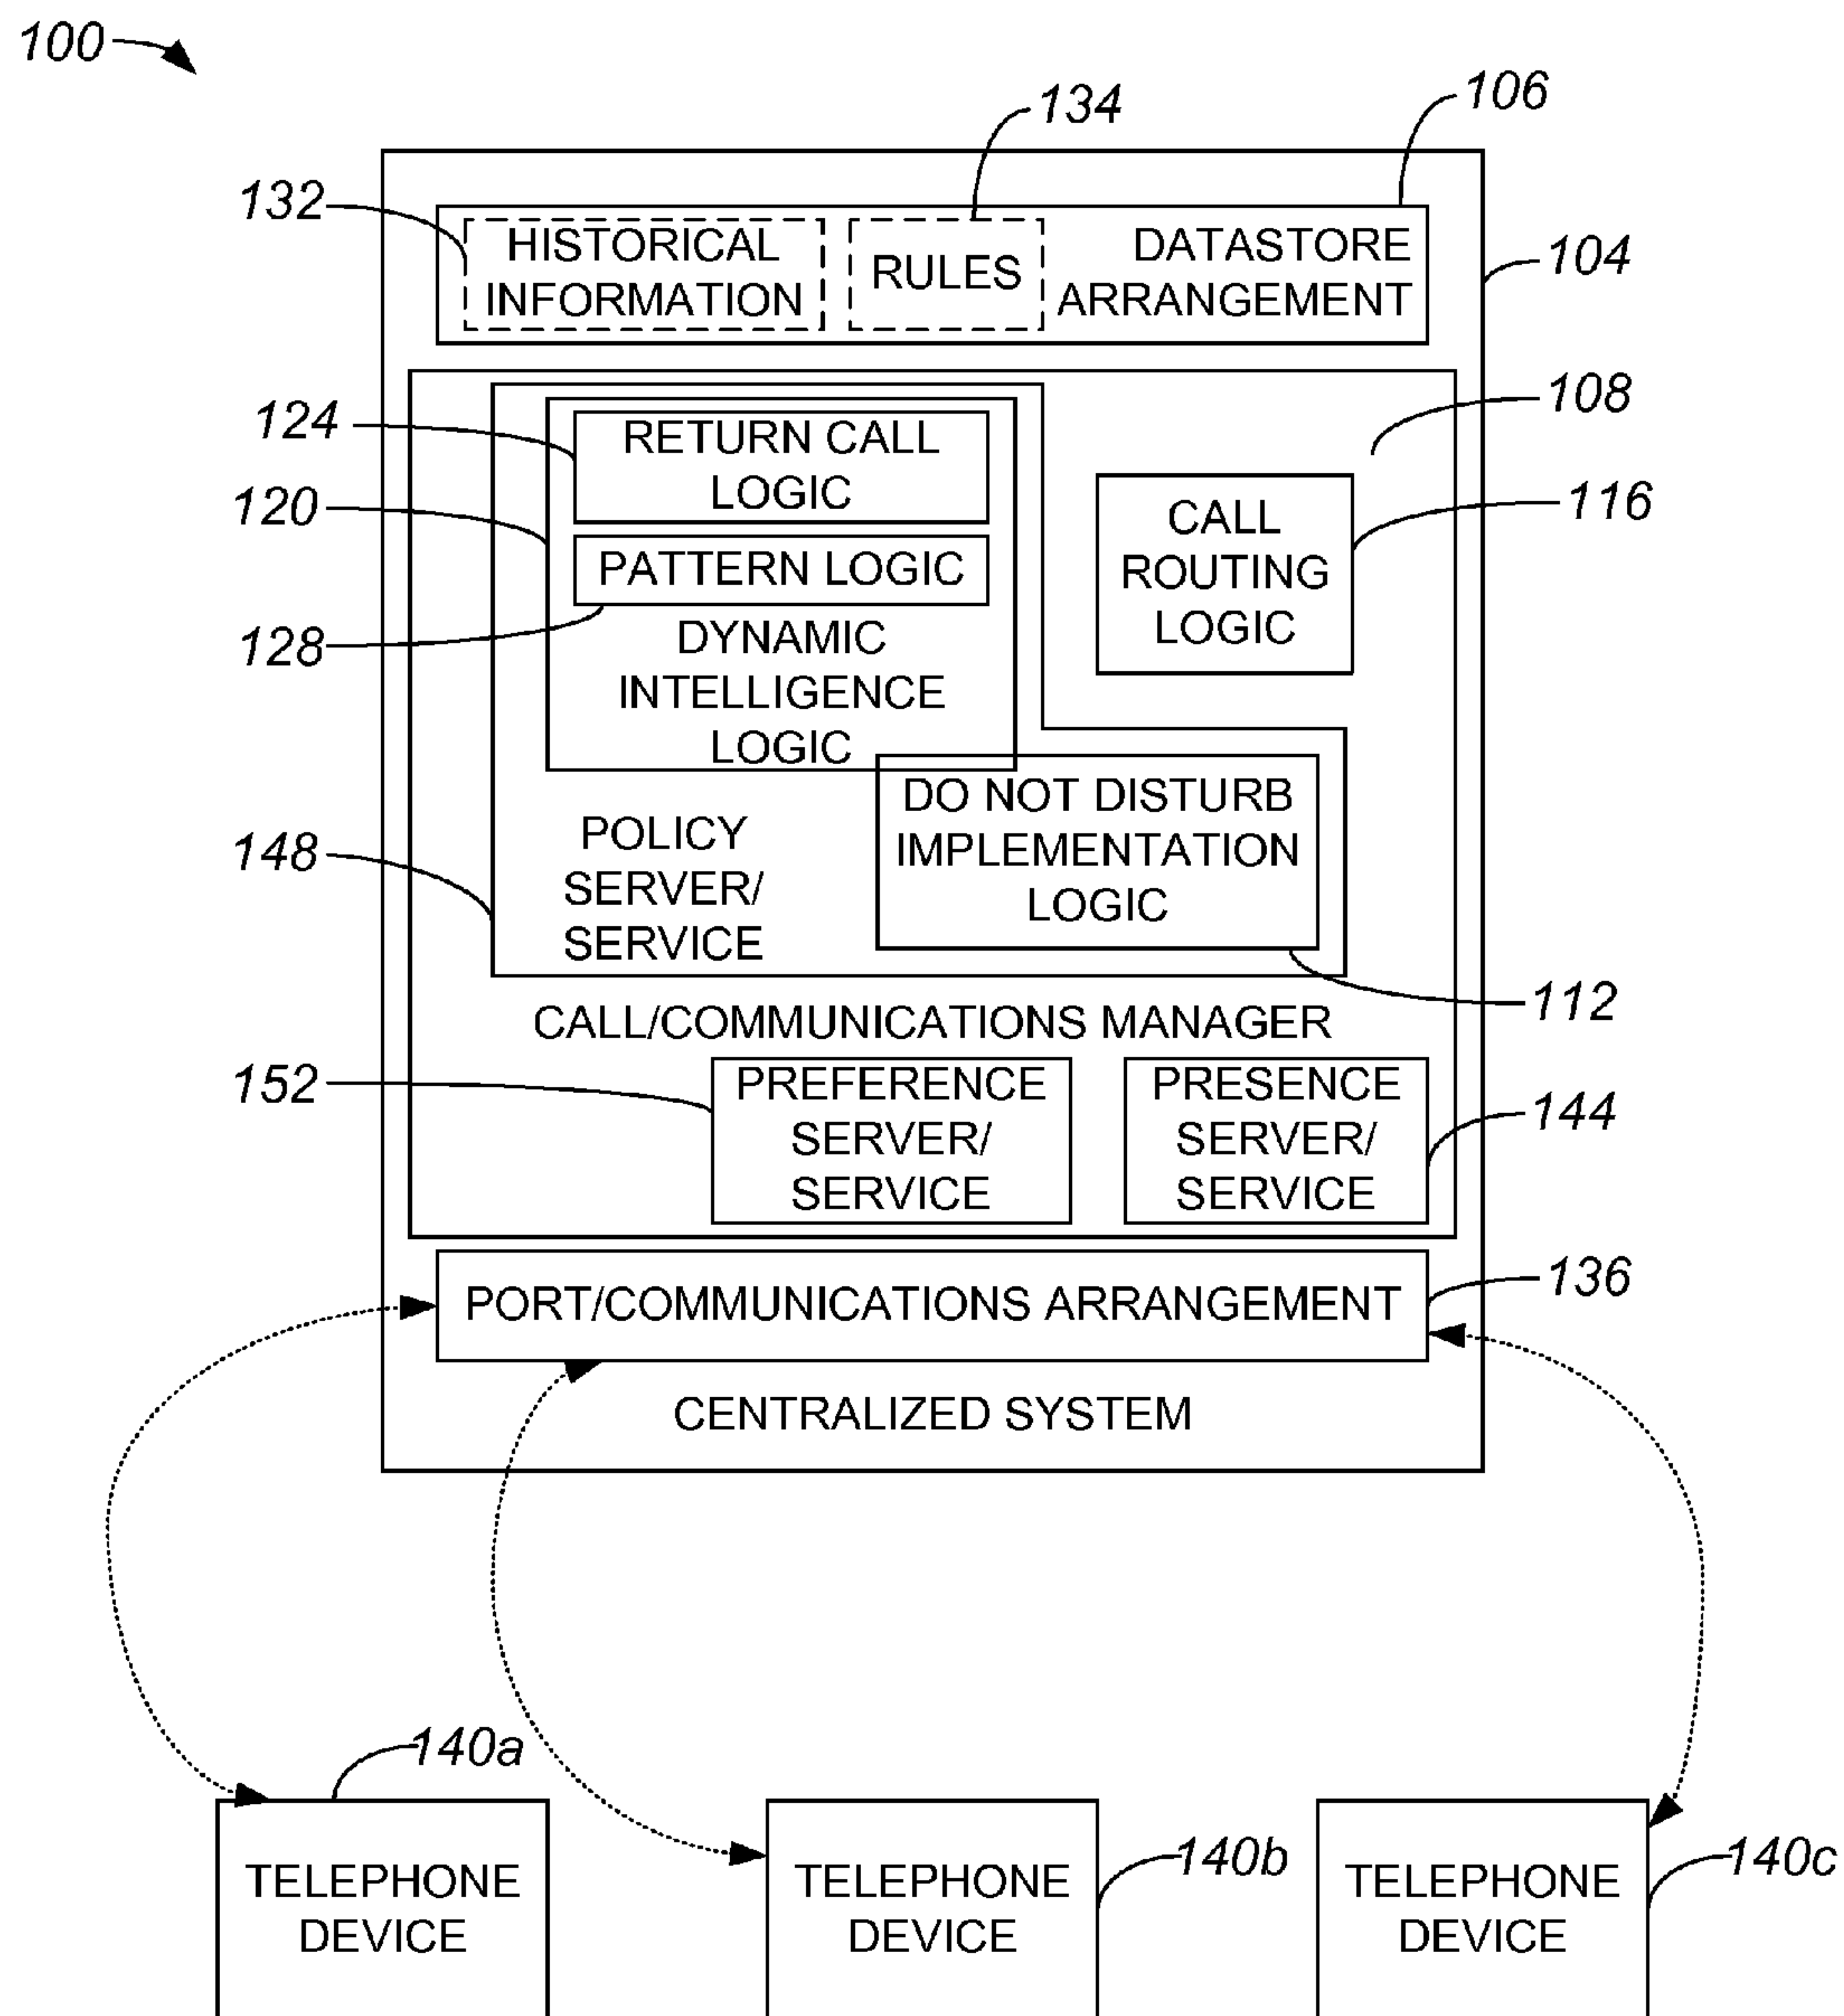 100
134
106
132
HISTORICAL
INFORMATION
RULES
DATASTORE
ARRANGEMENT
104
108
124
RETURN CALL
LOGIC
120
116
CALL
ROUTING
LOGIC
PATTERN LOGIC
128
DYNAMIC
INTELLIGENCE
LOGIC
DO NOT DISTURB
IMPLEMENTATION
LOGIC
148
POLICY
SERVER/
SERVICE
112
CALL/COMMUNICATIONS MANAGER
152
PREFERENCE
SERVER/
SERVICE
PRESENCE
SERVER/
SERVICE
144
136
PORT/COMMUNICATIONS ARRANGEMENT
CENTRALIZED SYSTEM
140a
TELEPHONE
DEVICE
140b
TELEPHONE
DEVICE
140c
TELEPHONE
DEVICE